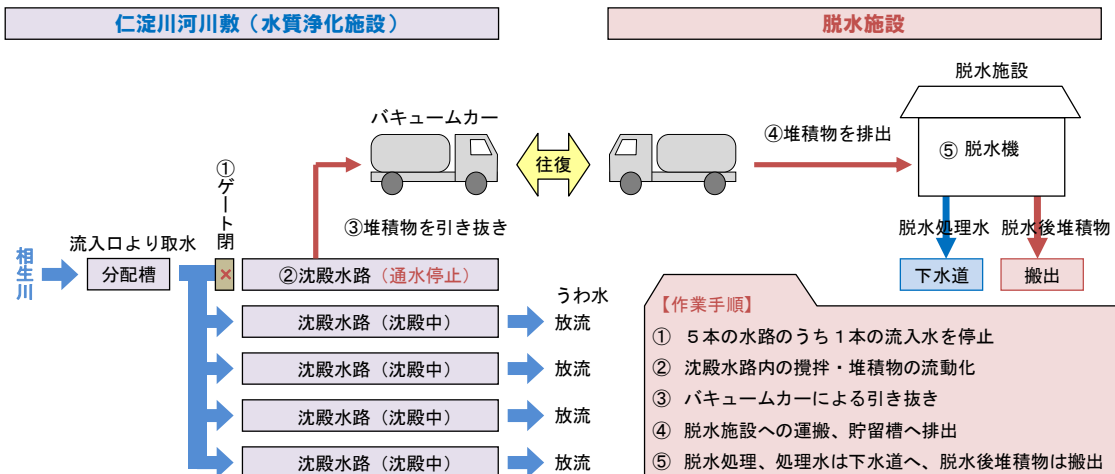 仁淀川河川敷（水質浄化施設）
脱水施設
脱水施設
バキュームカー
往復
④堆積物を排出
⑤ 脱水機
①ゲート閉
③堆積物を引き抜き
脱水処理水
脱水後堆積物
相生川
流入口より取水
分配槽
×
②沈殿水路（通水停止）
下水道
搬出
うわ水
沈殿水路（沈殿中）
放流
沈殿水路（沈殿中）
放流
沈殿水路（沈殿中）
放流
沈殿水路（沈殿中）
放流
【作業手順】
① ５本の水路のうち１本の流入水を停止
② 沈殿水路内の攪拌・堆積物の流動化
③ バキュームカーによる引き抜き
④ 脱水施設への運搬、貯留槽へ排出
⑤ 脱水処理、処理水は下水道へ、脱水後堆積物は搬出